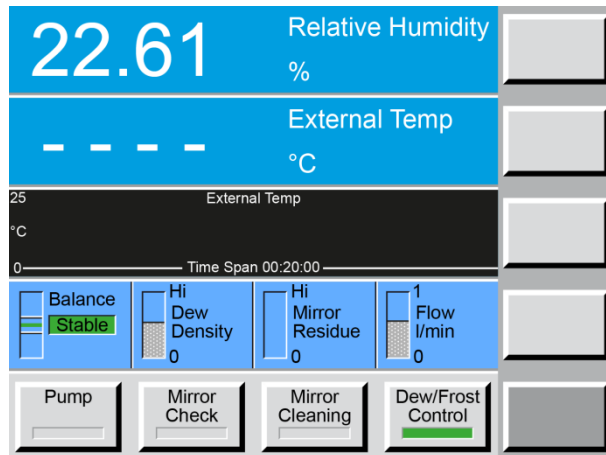 22.61
Relative Humidity
%
- - - -
External Temp
°C
25
External Temp
°C
0
Time Span 00:20:00
Balance
Stable
Hi
Dew
Density
0
Hi
Mirror
Residue
0
1
Flow
l/min
0
Pump
Mirror
Check
Mirror
Cleaning
Dew/Frost
Control